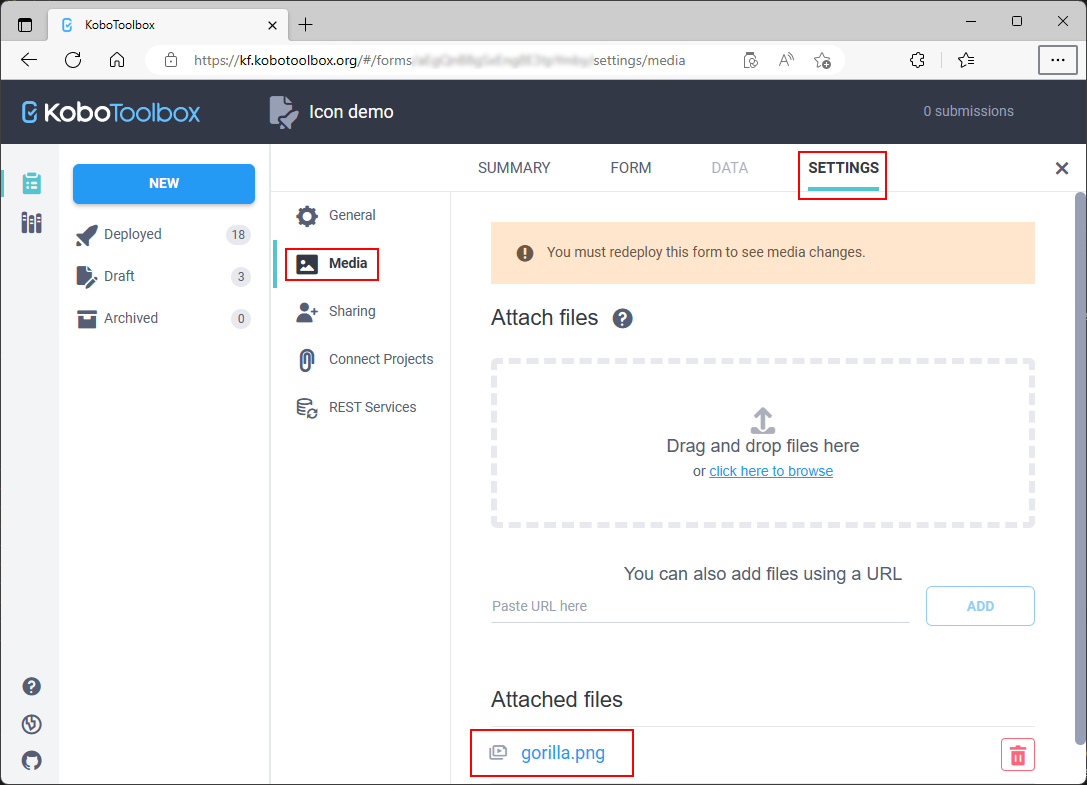 KoboToolbox
https://kf.kobotoolbox.org/#/forms/
/settings/media
KoboToolbox
Icon demo
0 submissions
NEW
Deployed 18
Draft 3
Archived 0
SUMMARY FORM DATA SETTINGS
General
Media
Sharing
Connect Projects
REST Services
You must redeploy this form to see media changes.
Attach files
Drag and drop files here
or click here to browse
You can also add files using a URL
Paste URL here
ADD
Attached files
gorilla.png